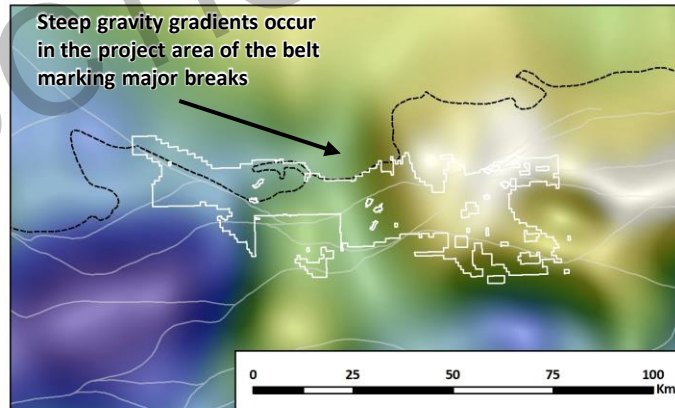 Steep gravity gradients occur
in the project area of the belt
marking major breaks
0 25 50 75 100
Km